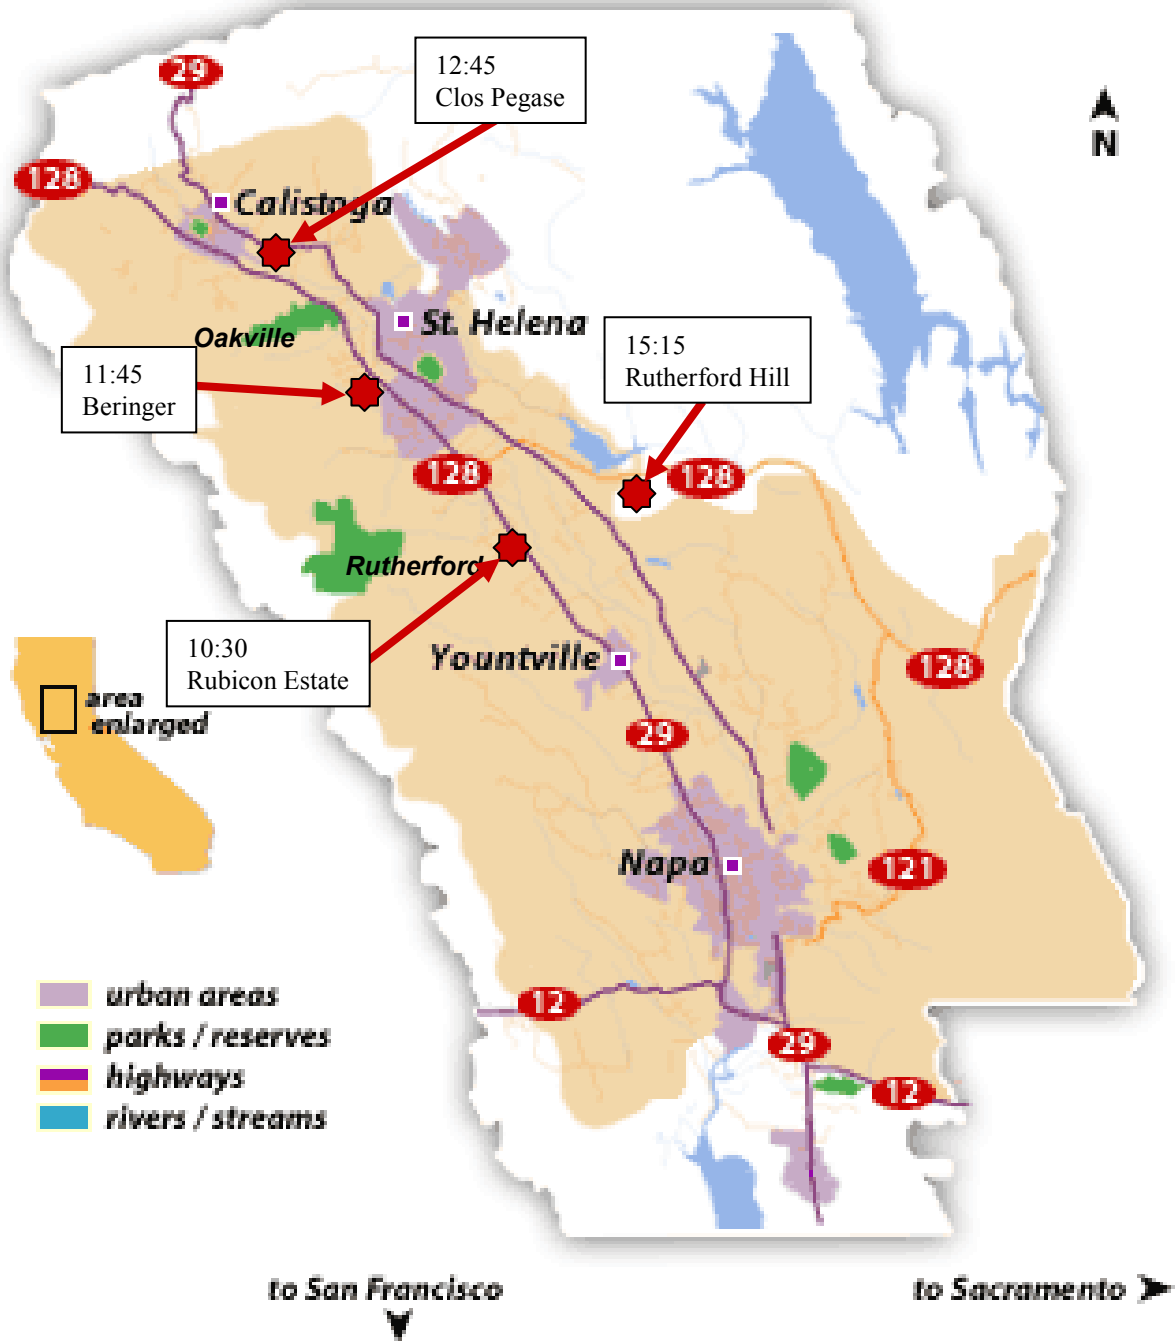 29
12:45
Clos Pegase
N
128
Calistoga
St. Helena
Oakville
15:15
Rutherford Hill
11:45
Beringer
128
128
Rutherford
10:30
Rubicon Estate
Yountville
128
area
enlarged
29
Napa
121
urban areas
12
parks / reserves
29
highways
12
rivers / streams
to San Francisco
to Sacramento